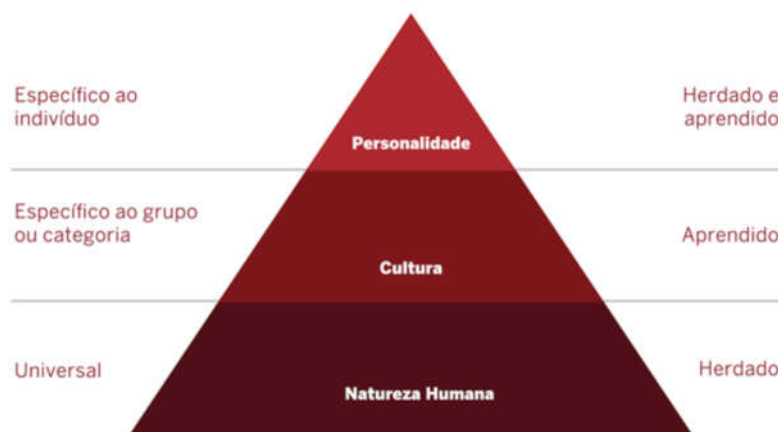 Específico ao
indivíduo
Personalidade
Herdado e
aprendido
Específico ao grupo
ou categoria
Cultura
Aprendido
Universal
Natureza Humana
Herdado